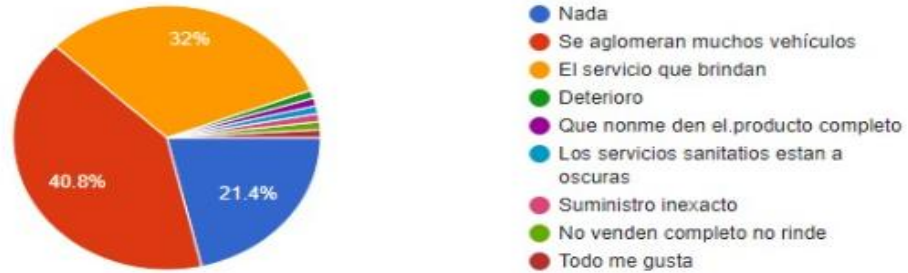 32%
40.8%
21.4%
Nada
Se aglomeran muchos vehículos
El servicio que brindan
Deterioro
Que nonme den el.producto completo
Los servicios sanitatios estan a
oscuras
Suministro inexacto
No venden completo no rinde
Todo me gusta